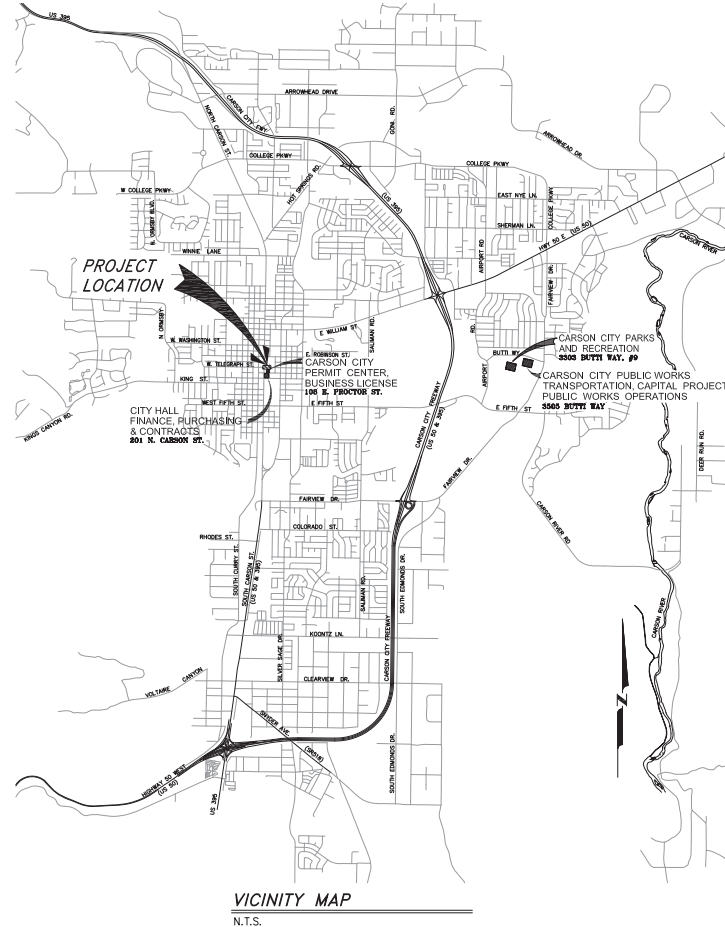 US 395
ARROWHEAD DRIVE
CARSON CITY FWY
NORTH CARSON ST.
GONI RD.
ARROWHEAD DR.
COLLEGE PKWY
COLLEGE PKWY
HOT SPRINGS RD.
W COLLEGE PKWY
N. ORMSBY BLVD.
(US 395)
EAST NYE LN.
SHERMAN LN.
COLLEGE PKWY
HWY 50 E (US 50)
CARSON RIVER
WINNIE LANE
AIRPORT RD
FAIRVIEW DR.
PROJECT
LOCATION
N ORMSBY
E WILLIAM ST.
SALIMAN RD.
W. WASHINGTON ST.
E. ROBINSON ST.
W. TELEGRAPH ST.
KING ST.
WEST FIFTH ST.
E FIFTH ST
RD.
AIRPORT
BUTTI WY
CARSON CITY PARKS
AND RECREATION
3303 BUTTI WAY, #9
CARSON CITY
PERMIT CENTER,
BUSINESS LICENSE
108 E. PROCTOR ST.
CARSON CITY PUBLIC WORKS
TRANSPORTATION, CAPITAL PROJECT
PUBLIC WORKS OPERATIONS
3505 BUTTI WAY
CITY HALL
FINANCE, PURCHASING
& CONTRACTS
201 N. CARSON ST.
KINGS CANYON RD.
E FIFTH ST
CARSON CITY FREEWAY
(US 50 & 395)
FAIRVIEW DR.
DEER RUN RD.
FAIRVIEW DR.
COLORADO ST.
CARSON RIVER RD
RHODES ST.
SOUTH CURRY ST.
SOUTH CARSON ST.
(US 50 & 395)
SALIMAN RD.
SOUTH EDMONDS DR.
KOONTZ LN.
SILVER SAGE DR.
CARSON CITY FREEWAY
CARSON RIVER
CLEARVIEW DR.
VOLTAIRE CANYON
SNYDER AVE.
(SR518)
SOUTH EDMONDS DR.
HIGHWAY 50 WEST
(US 50)
US 395
N
VICINITY MAP
N.T.S.